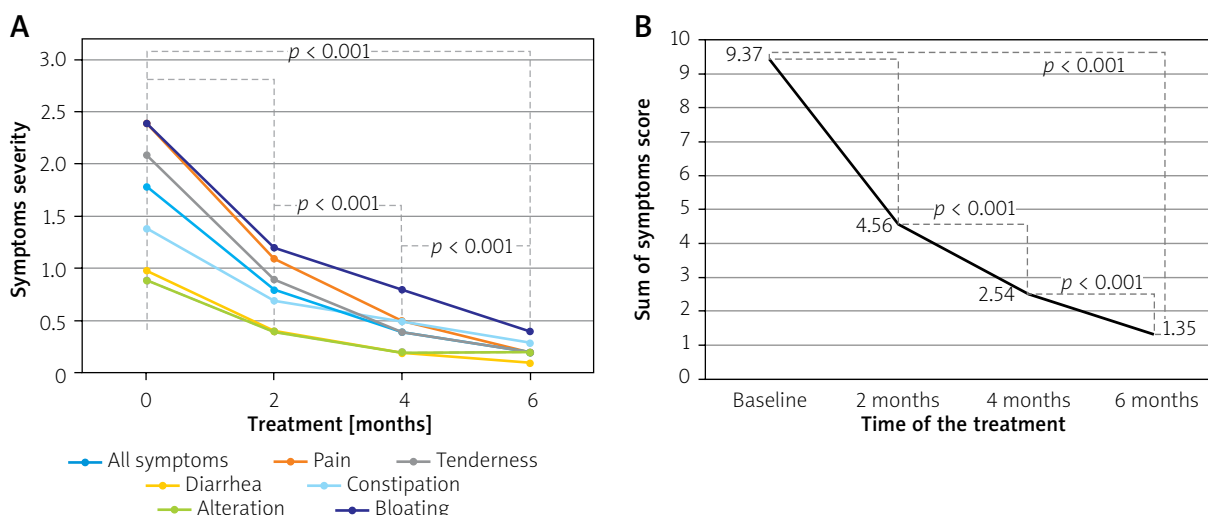 A
Symptoms severity
3.0
2.5
2.0
1.5
1.0
0.5
0
p < 0.001
p < 0.001
p < 0.001
0 2 4 6
Treatment [months]
All symptoms Pain Tenderness
Diarrhea Constipation
Alteration Bloating
B
Sum of symptoms score
10
9
8
7
6
5
4
3
2
1
0
9.37
p < 0.001
4.56
p < 0.001
2.54
p < 0.001
1.35
Baseline 2 months 4 months 6 months
Time of the treatment